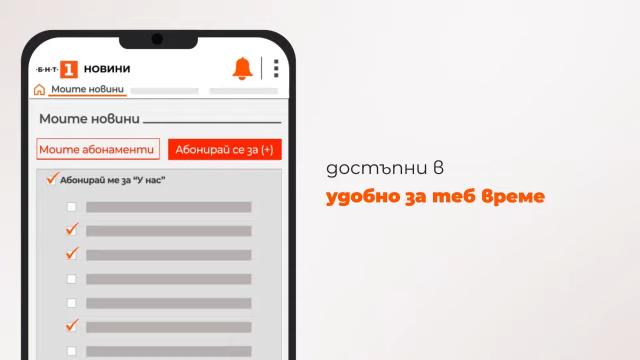 ·Б·Н·Т· 1 НОВИНИ
Моите новини
Моите новини
Моите абонаменти Абонирай се за (+)
Абонирай ме за “У нас”
достъпни в
удобно за теб време